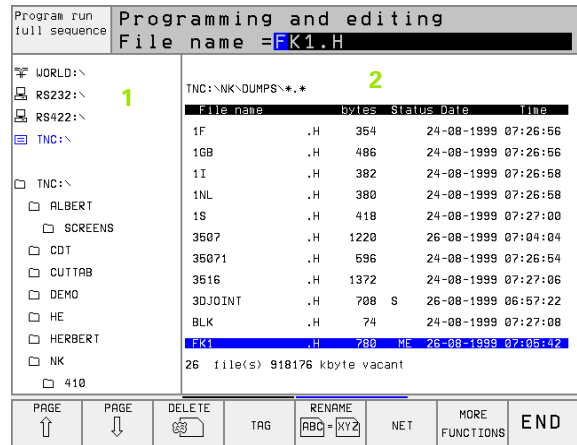 Program run
full sequence
Programming and editing
File name =FK1.H
WORLD:\
RS232:\
RS422:\
TNC:\
1
TNC:\
ALBERT
SCREENS
CDT
CUTTAB
DEMO
HE
HERBERT
NK
410
TNC:\NK\DUMPS\*.*
2
File name bytes Status Date Time
1F .H 354 24-08-1999 07:26:56
1GB .H 486 24-08-1999 07:26:56
1I .H 382 24-08-1999 07:26:58
1NL .H 380 24-08-1999 07:26:58
1S .H 418 24-08-1999 07:27:00
3507 .H 1220 26-08-1999 07:04:04
35071 .H 596 24-08-1999 07:26:54
3516 .H 1372 24-08-1999 07:27:06
3DJOINT .H 708 S 26-08-1999 06:57:22
BLK .H 74 24-08-1999 07:27:08
FK1 .H 780 ME 26-08-1999 07:05:42
26 file(s) 918176 kbyte vacant
PAGE
PAGE
DELETE
TAG
RENAME
ABC = XYZ
NET
MORE
FUNCTIONS
END